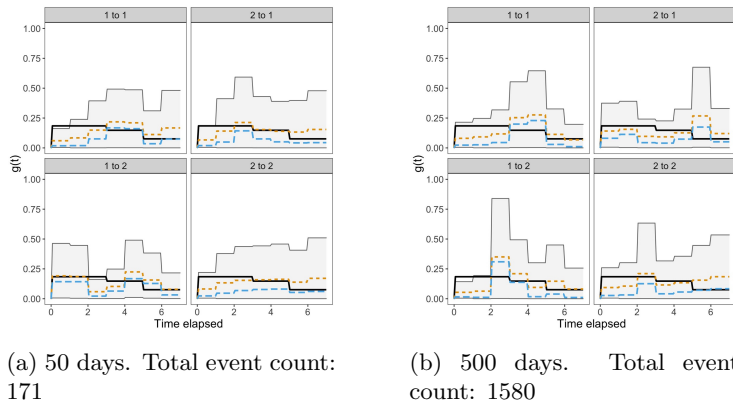 1 to 1
2 to 1
1.00
0.75
0.50
0.25
0.00
1 to 2
2 to 2
1.00
0.75
0.50
0.25
0.00
g(t)
0 2 4 6 0 2 4 6
Time elapsed
1 to 1
2 to 1
1.00
0.75
0.50
0.25
0.00
1 to 2
2 to 2
1.00
0.75
0.50
0.25
0.00
g(t)
0 2 4 6 0 2 4 6
Time elapsed
(a) 50 days. Total event count:
171
(b) 500 days. Total event
count: 1580